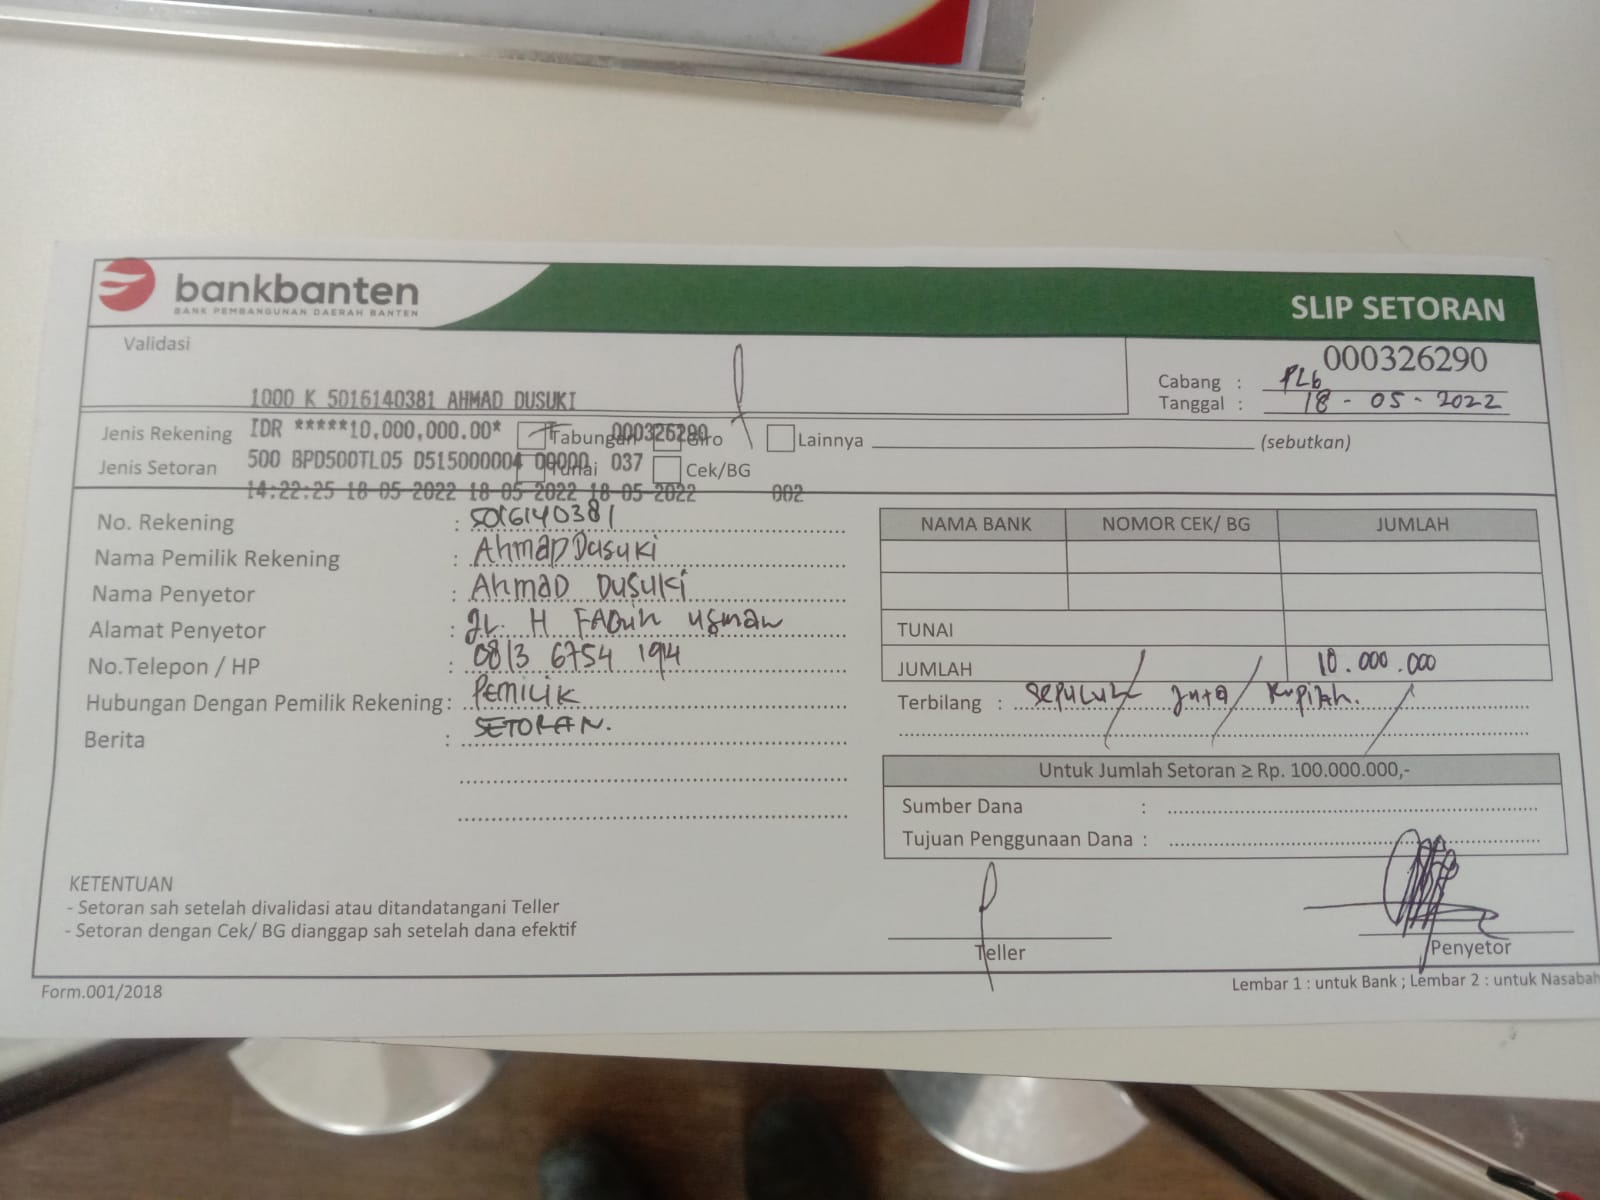 bankbanten
BANK PEMBANGUNAN DAERAH BANTEN
SLIP SETORAN
Validasi
000326290
Cabang : PLb
Tanggal : 18 - 05 - 2022
1000 K 5016140381 AHMAD DUSUKI
Jenis Rekening IDR *****10,000,000.00* Tabungan 000326290 Giro Lainnya (sebutkan)
Jenis Setoran 500 BPD500TL05 D515000004 00000 037 Tunai Cek/BG
14:22:25 18-05-2022 18-05-2022 18-05-2022 002
No. Rekening : 5016140381
Nama Pemilik Rekening : Ahmad Dusuki
Nama Penyetor : Ahmad Dusuki
Alamat Penyetor : JL. H FADIH Usman
No.Telepon / HP : 0813 6754 1914
Hubungan Dengan Pemilik Rekening : PEMILIK
Berita : SETORAN.
NAMA BANK NOMOR CEK/ BG JUMLAH
TUNAI
JUMLAH 10.000.000
Terbilang : sepuluh juta Rupiah.
Untuk Jumlah Setoran ≥ Rp. 100.000.000,-
Sumber Dana :
Tujuan Penggunaan Dana :
KETENTUAN
- Setoran sah setelah divalidasi atau ditandatangani Teller
- Setoran dengan Cek/ BG dianggap sah setelah dana efektif
Teller
Penyetor
Form.001/2018
Lembar 1 : untuk Bank ; Lembar 2 : untuk Nasabah